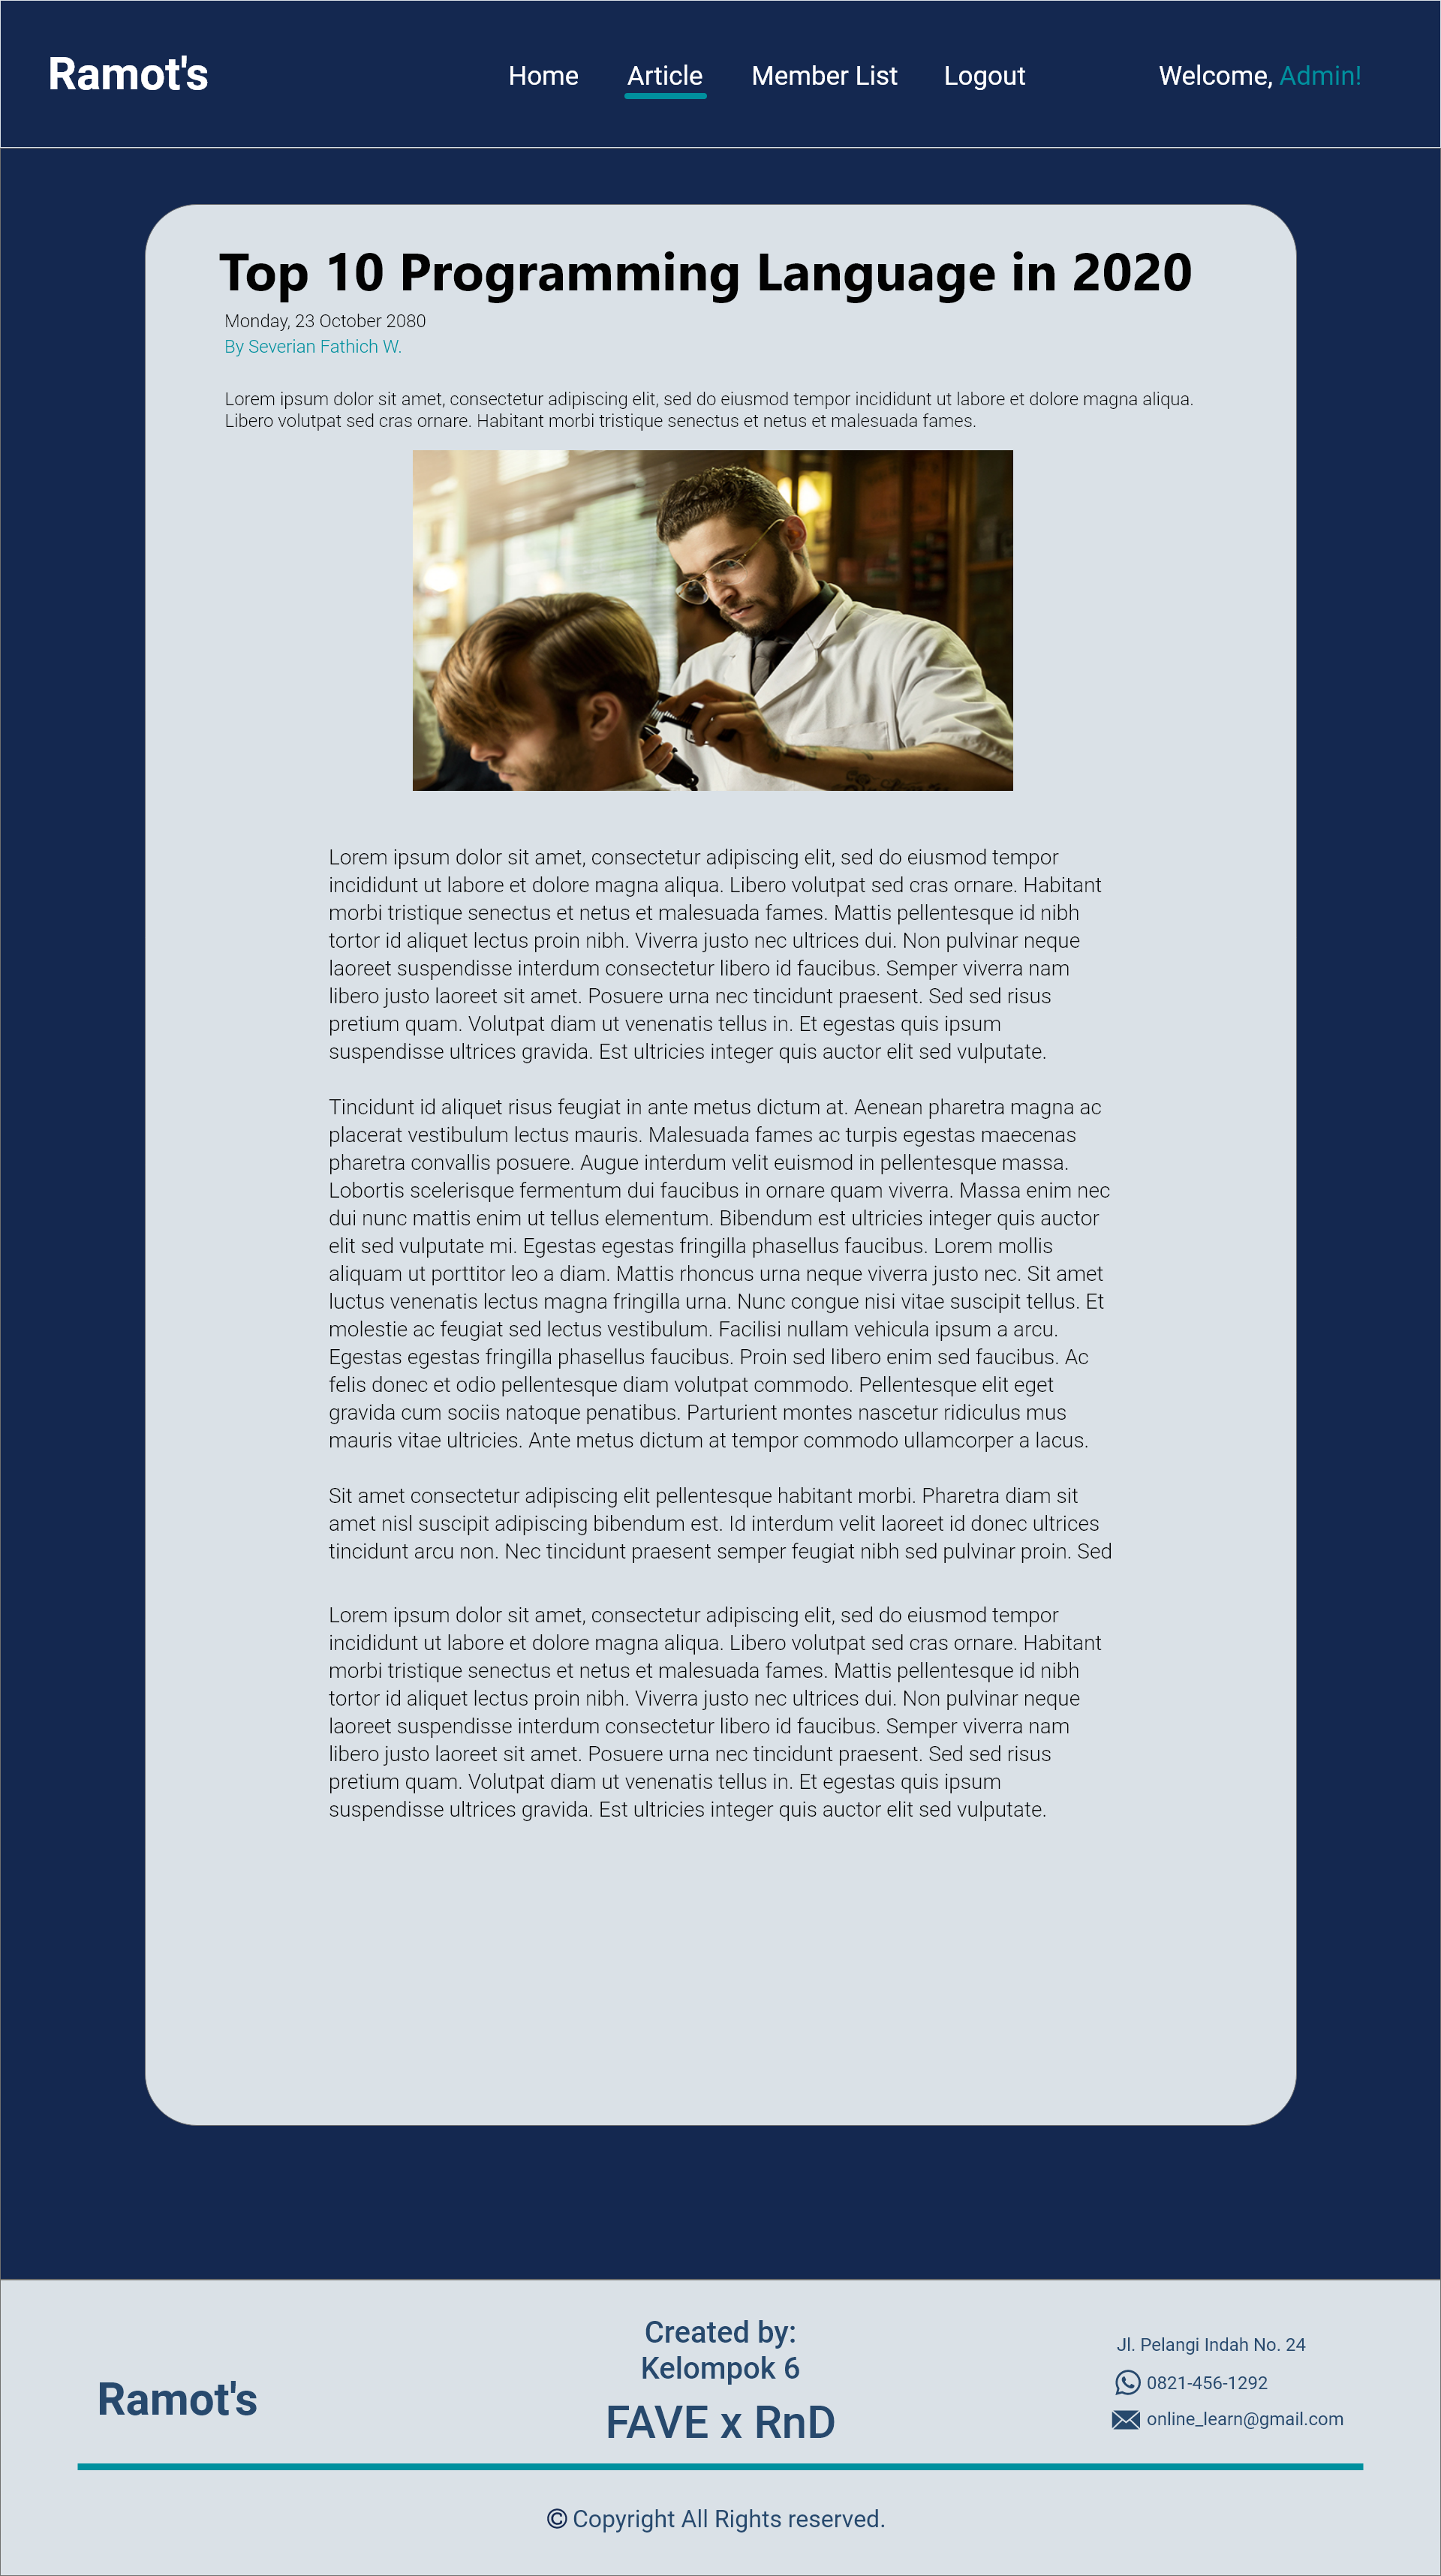 Ramot's
Home Article Member List Logout Welcome, Admin!
Top 10 Programming Language in 2020
Monday, 23 October 2080
By Severian Fathich W.
Lorem ipsum dolor sit amet, consectetur adipiscing elit, sed do eiusmod tempor incididunt ut labore et dolore magna aliqua.
Libero volutpat sed cras ornare. Habitant morbi tristique senectus et netus et malesuada fames.
Lorem ipsum dolor sit amet, consectetur adipiscing elit, sed do eiusmod tempor
incididunt ut labore et dolore magna aliqua. Libero volutpat sed cras ornare. Habitant
morbi tristique senectus et netus et malesuada fames. Mattis pellentesque id nibh
tortor id aliquet lectus proin nibh. Viverra justo nec ultrices dui. Non pulvinar neque
laoreet suspendisse interdum consectetur libero id faucibus. Semper viverra nam
libero justo laoreet sit amet. Posuere urna nec tincidunt praesent. Sed sed risus
pretium quam. Volutpat diam ut venenatis tellus in. Et egestas quis ipsum
suspendisse ultrices gravida. Est ultricies integer quis auctor elit sed vulputate.
Tincidunt id aliquet risus feugiat in ante metus dictum at. Aenean pharetra magna ac
placerat vestibulum lectus mauris. Malesuada fames ac turpis egestas maecenas
pharetra convallis posuere. Augue interdum velit euismod in pellentesque massa.
Lobortis scelerisque fermentum dui faucibus in ornare quam viverra. Massa enim nec
dui nunc mattis enim ut tellus elementum. Bibendum est ultricies integer quis auctor
elit sed vulputate mi. Egestas egestas fringilla phasellus faucibus. Lorem mollis
aliquam ut porttitor leo a diam. Mattis rhoncus urna neque viverra justo nec. Sit amet
luctus venenatis lectus magna fringilla urna. Nunc congue nisi vitae suscipit tellus. Et
molestie ac feugiat sed lectus vestibulum. Facilisi nullam vehicula ipsum a arcu.
Egestas egestas fringilla phasellus faucibus. Proin sed libero enim sed faucibus. Ac
felis donec et odio pellentesque diam volutpat commodo. Pellentesque elit eget
gravida cum sociis natoque penatibus. Parturient montes nascetur ridiculus mus
mauris vitae ultricies. Ante metus dictum at tempor commodo ullamcorper a lacus.
Sit amet consectetur adipiscing elit pellentesque habitant morbi. Pharetra diam sit
amet nisl suscipit adipiscing bibendum est. Id interdum velit laoreet id donec ultrices
tincidunt arcu non. Nec tincidunt praesent semper feugiat nibh sed pulvinar proin. Sed
Lorem ipsum dolor sit amet, consectetur adipiscing elit, sed do eiusmod tempor
incididunt ut labore et dolore magna aliqua. Libero volutpat sed cras ornare. Habitant
morbi tristique senectus et netus et malesuada fames. Mattis pellentesque id nibh
tortor id aliquet lectus proin nibh. Viverra justo nec ultrices dui. Non pulvinar neque
laoreet suspendisse interdum consectetur libero id faucibus. Semper viverra nam
libero justo laoreet sit amet. Posuere urna nec tincidunt praesent. Sed sed risus
pretium quam. Volutpat diam ut venenatis tellus in. Et egestas quis ipsum
suspendisse ultrices gravida. Est ultricies integer quis auctor elit sed vulputate.
Ramot's
Created by:
Kelompok 6
FAVE x RnD
Jl. Pelangi Indah No. 24
0821-456-1292
online_learn@gmail.com
© Copyright All Rights reserved.